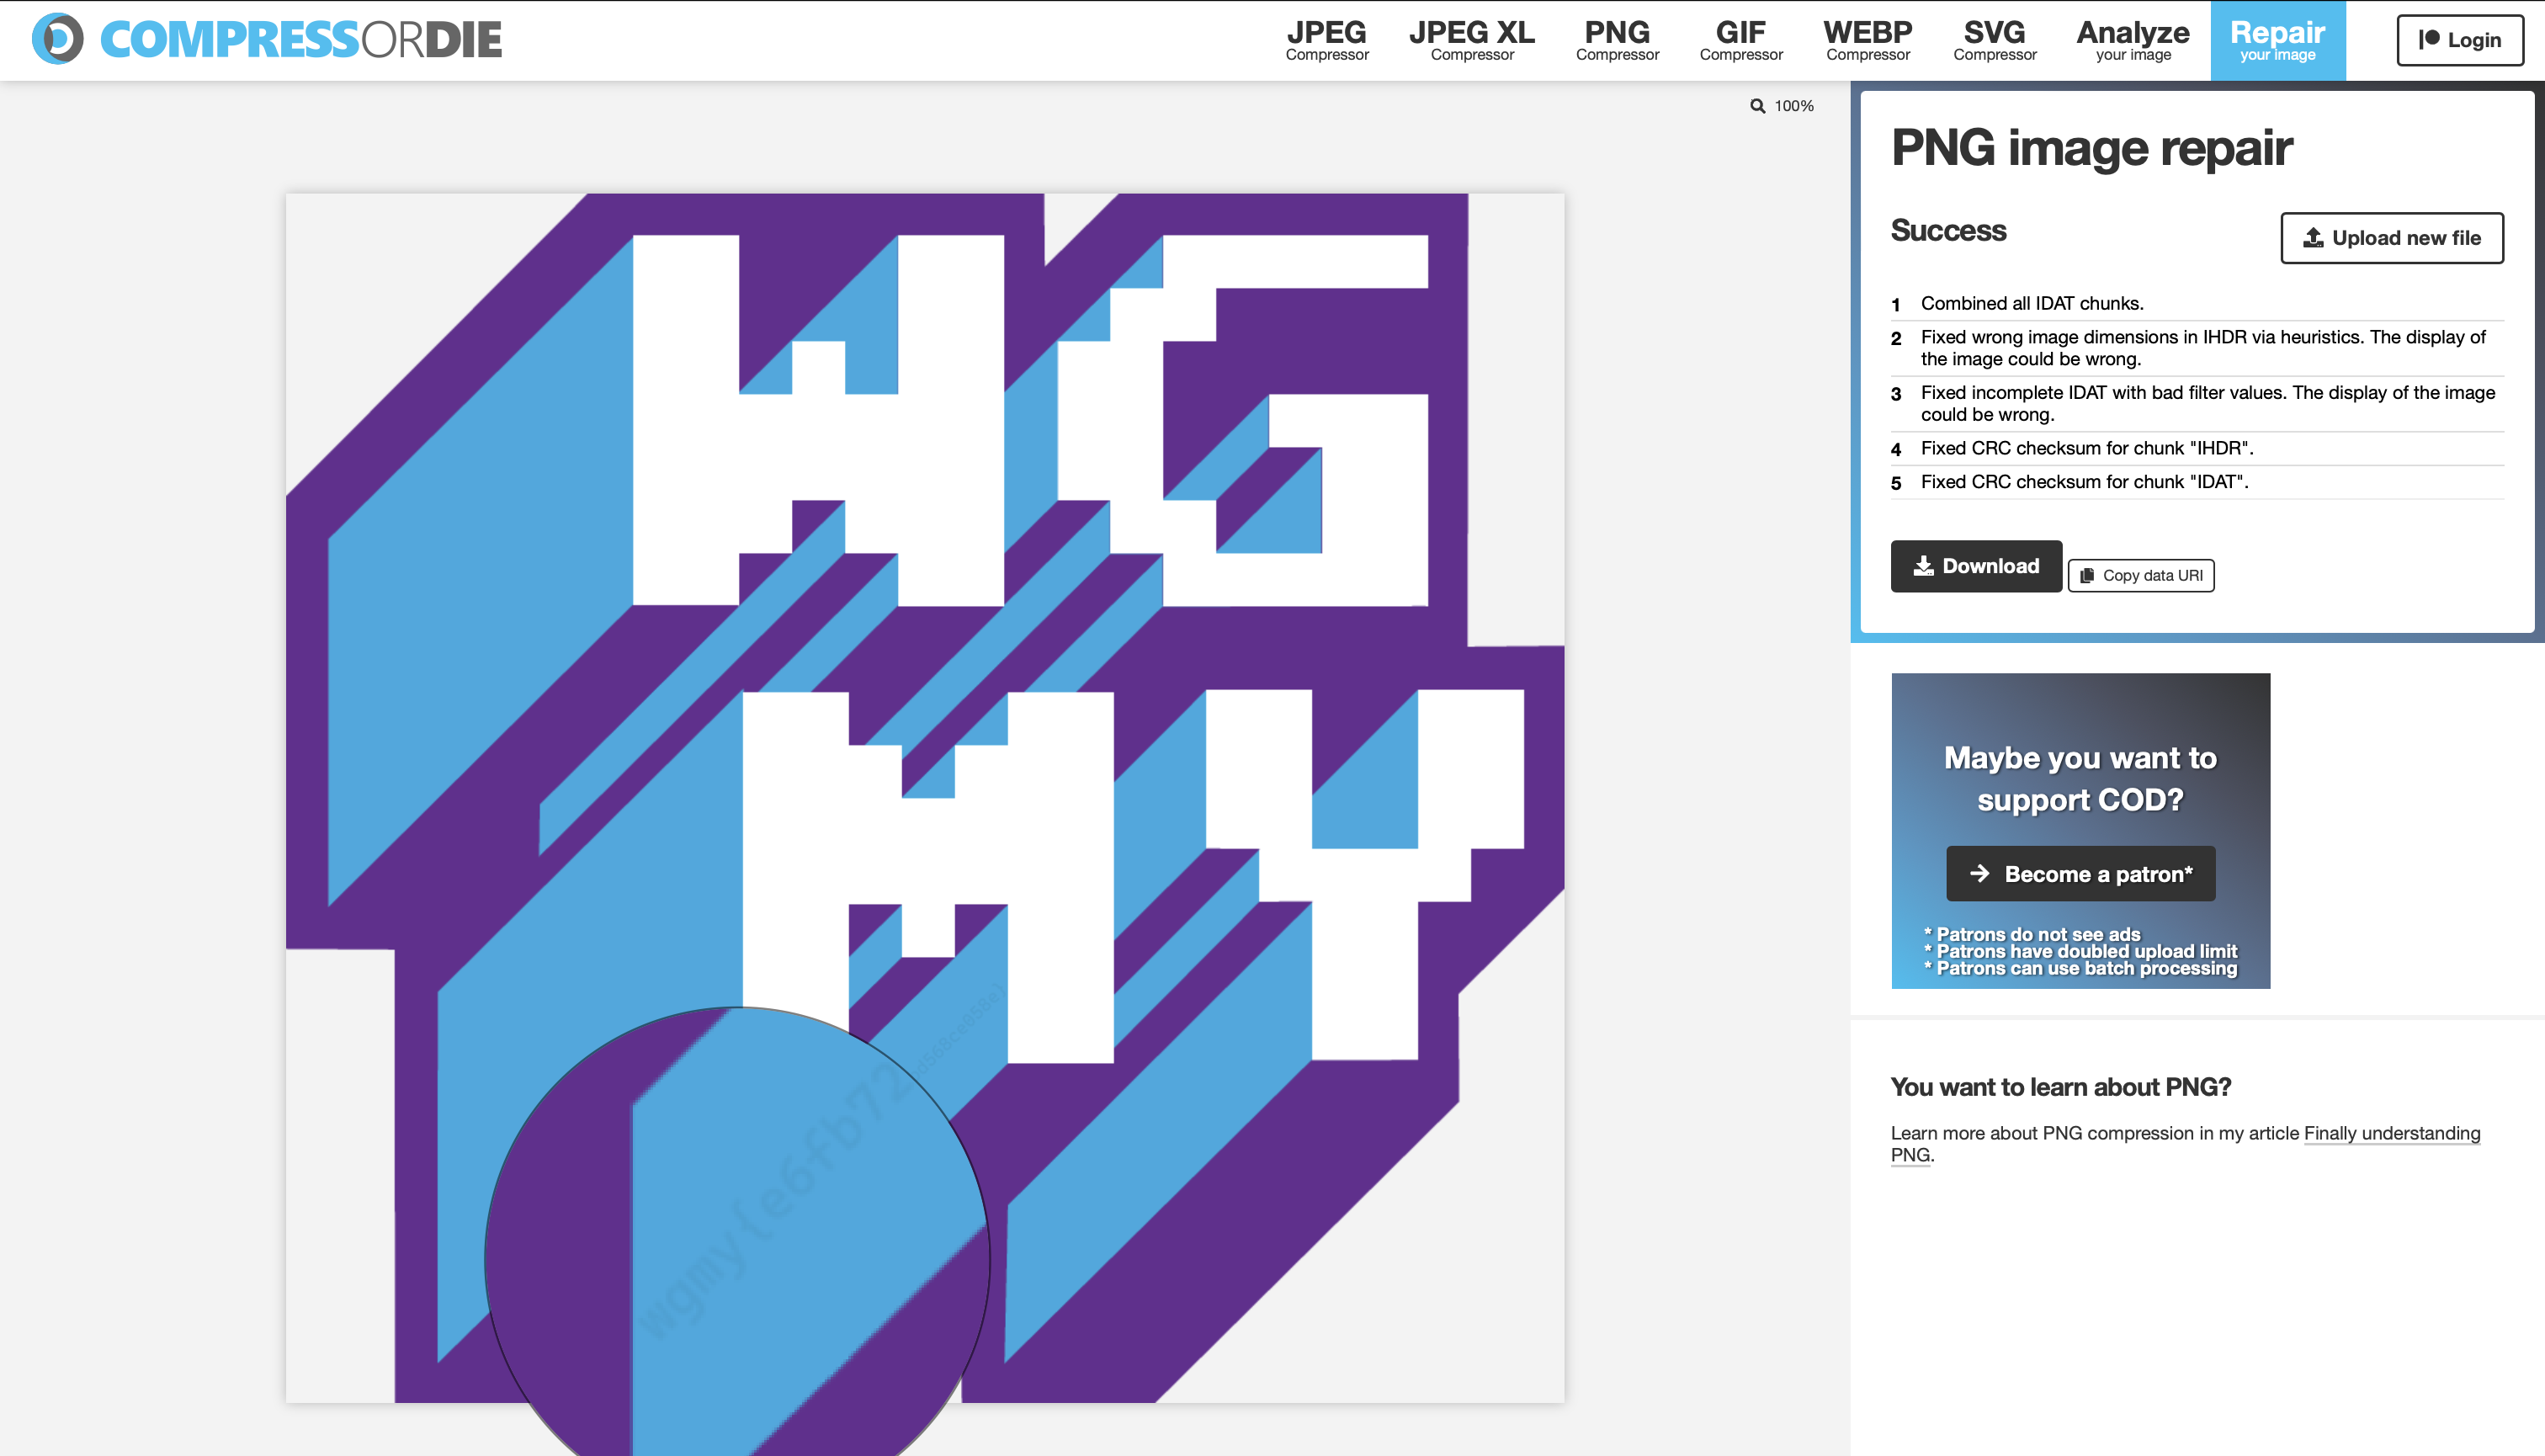 COMPRESSORDIE
JPEG
Compressor
JPEG XL
Compressor
PNG
Compressor
GIF
Compressor
WEBP
Compressor
SVG
Compressor
Analyze
your image
Repair
your image
Login
100%
WG
MY
wgmy{e6fb72
PNG image repair
Success
Upload new file
1 Combined all IDAT chunks.
2 Fixed wrong image dimensions in IHDR via heuristics. The display of
the image could be wrong.
3 Fixed incomplete IDAT with bad filter values. The display of the image
could be wrong.
4 Fixed CRC checksum for chunk "IHDR".
5 Fixed CRC checksum for chunk "IDAT".
Download
Copy data URI
Maybe you want to
support COD?
Become a patron*
* Patrons do not see ads
* Patrons have doubled upload limit
* Patrons can use batch processing
You want to learn about PNG?
Learn more about PNG compression in my article Finally understanding
PNG.